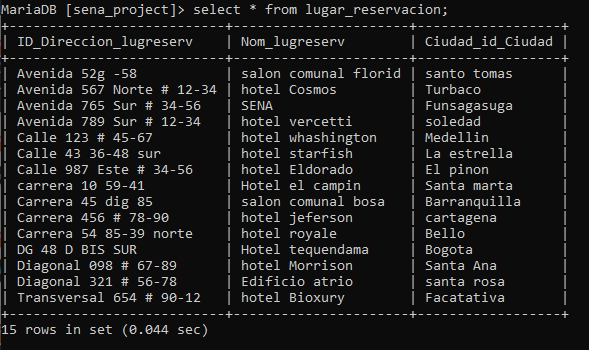 MariaDB [sena_project]> select * from lugar_reservacion;
+---------------------------+----------------------+------------------+
| ID_Direccion_lugreserv    | Nom_lugreserv        | Ciudad_id_Ciudad |
+---------------------------+----------------------+------------------+
| Avenida 52g -58           | salon comunal florid | santo tomas      |
| Avenida 567 Norte # 12-34 | hotel Cosmos         | Turbaco          |
| Avenida 765 Sur # 34-56   | SENA                 | Funsagasuga      |
| Avenida 789 Sur # 12-34   | hotel vercetti       | soledad          |
| Calle 123 # 45-67         | hotel whashington    | Medellin         |
| Calle 43 36-48 sur        | hotel starfish       | La estrella      |
| Calle 987 Este # 34-56    | hotel Eldorado       | El pinon         |
| carrera 10 59-41          | Hotel el campin      | Santa marta      |
| Carrera 45 dig 85         | salon comunal bosa   | Barranquilla     |
| Carrera 456 # 78-90       | hotel jeferson       | cartagena        |
| Carrera 54 85-39 norte    | hotel royale         | Bello            |
| DG 48 D BIS SUR           | Hotel tequendama     | Bogota           |
| Diagonal 098 # 67-89      | hotel Morrison       | Santa Ana        |
| Diagonal 321 # 56-78      | Edificio atrio       | santa rosa       |
| Transversal 654 # 90-12   | hotel Bioxury        | Facatativa       |
+---------------------------+----------------------+------------------+
15 rows in set (0.044 sec)